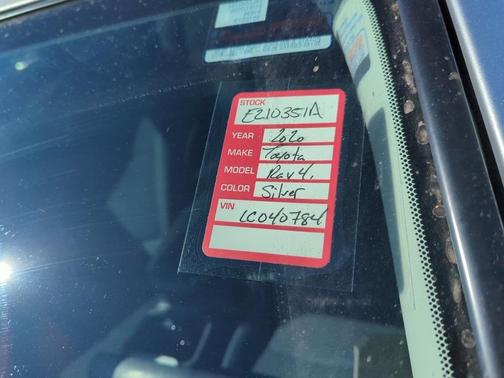 STOCK E210351A
YEAR 2020
MAKE Toyota
MODEL Rav4.
COLOR Silver
VIN LC040784